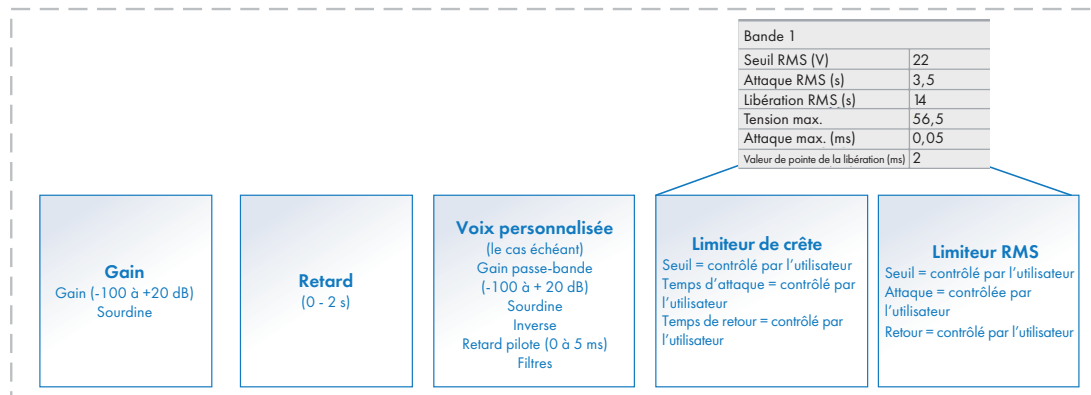 Bande 1
Seuil RMS (V) 22
Attaque RMS (s) 3,5
Libération RMS (s) 14
Tension max. 56,5
Attaque max. (ms) 0,05
Valeur de pointe de la libération (ms) 2
Gain
Gain (-100 à +20 dB)
Sourdine
Retard
(0 - 2 s)
Voix personnalisée
(le cas échéant)
Gain passe-bande
(-100 à + 20 dB)
Sourdine
Inverse
Retard pilote (0 à 5 ms)
Filtres
Limiteur de crête
Seuil = contrôlé par l’utilisateur
Temps d’attaque = contrôlé par
l’utilisateur
Temps de retour = contrôlé par
l’utilisateur
Limiteur RMS
Seuil = contrôlé par l’utilisateur
Attaque = contrôlée par
l’utilisateur
Retour = contrôlé par l’utilisateur